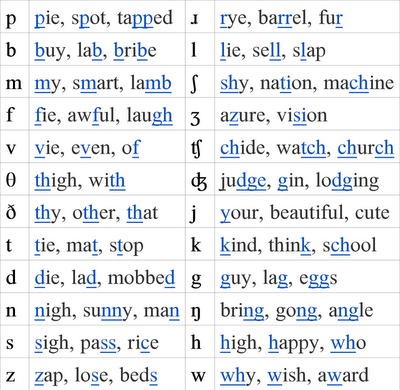 p pie, spot, tapped ɹ rye, barrel, fur
b buy, lab, bribe l lie, sell, slap
m my, smart, lamb ʃ shy, nation, machine
f fie, awful, laugh ʒ azure, vision
v vie, even, of ʧ chide, watch, church
θ thigh, with ʤ judge, gin, lodging
ð thy, other, that j your, beautiful, cute
t tie, mat, stop k kind, think, school
d die, lad, mobbed g guy, lag, eggs
n nigh, sunny, man ŋ bring, gong, angle
s sigh, pass, rice h high, happy, who
z zap, lose, beds w why, wish, award